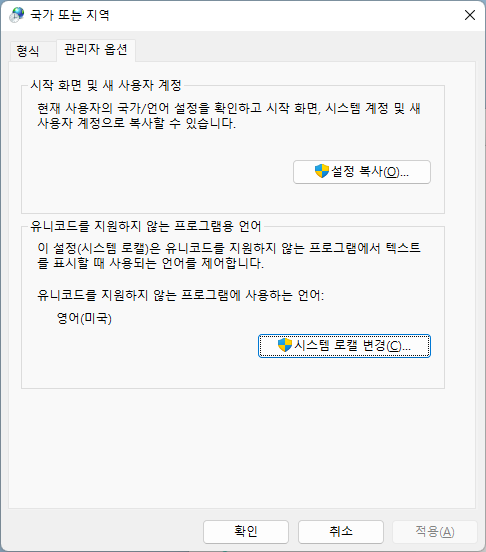 국가 또는 지역
형식
관리자 옵션
시작 화면 및 새 사용자 계정
현재 사용자의 국가/언어 설정을 확인하고 시작 화면, 시스템 계정 및 새
사용자 계정으로 복사할 수 있습니다.
설정 복사(O)...
유니코드를 지원하지 않는 프로그램용 언어
이 설정(시스템 로캘)은 유니코드를 지원하지 않는 프로그램에서 텍스트
를 표시할 때 사용되는 언어를 제어합니다.
유니코드를 지원하지 않는 프로그램에 사용하는 언어:
영어(미국)
시스템 로캘 변경(C)...
확인
취소
적용(A)